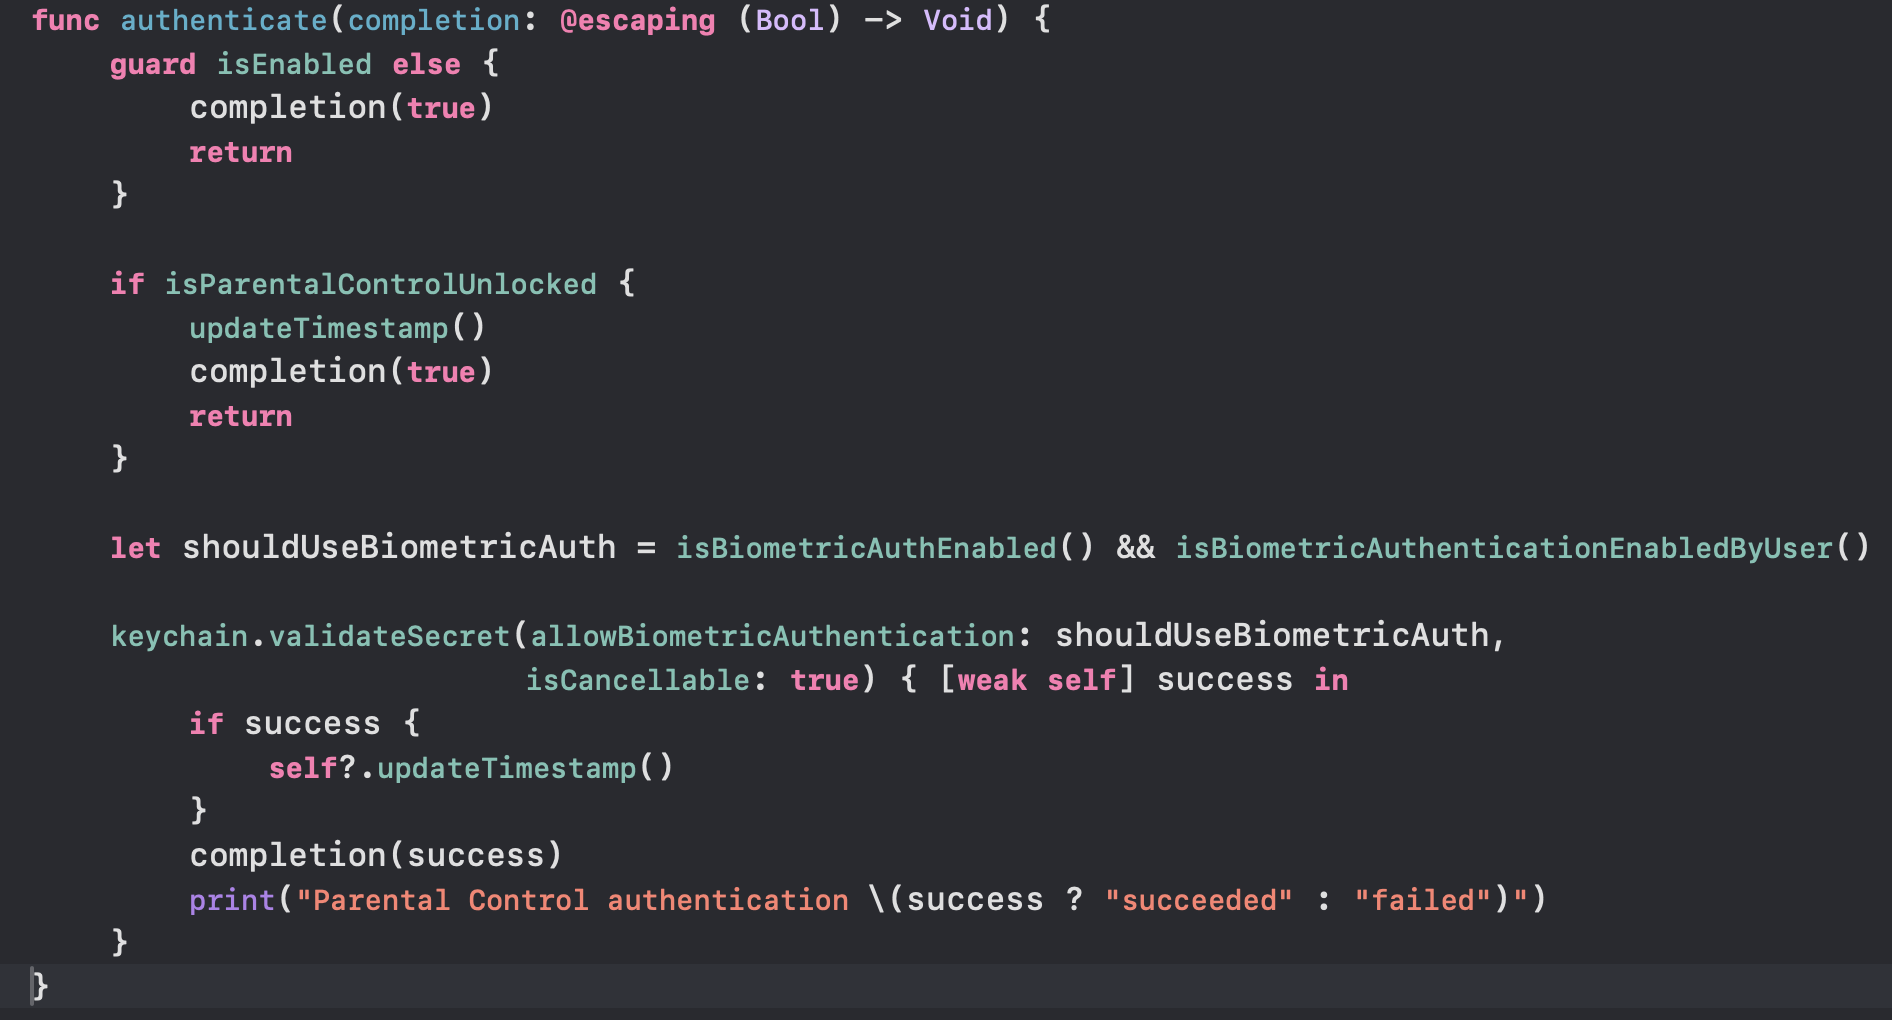 func authenticate(completion: @escaping (Bool) -> Void) {
    guard isEnabled else {
        completion(true)
        return
    }

    if isParentalControlUnlocked {
        updateTimestamp()
        completion(true)
        return
    }

    let shouldUseBiometricAuth = isBiometricAuthEnabled() && isBiometricAuthenticationEnabledByUser()

    keychain.validateSecret(allowBiometricAuthentication: shouldUseBiometricAuth,
                            isCancellable: true) { [weak self] success in
        if success {
            self?.updateTimestamp()
        }
        completion(success)
        print("Parental Control authentication \(success ? "succeeded" : "failed")")
    }
}